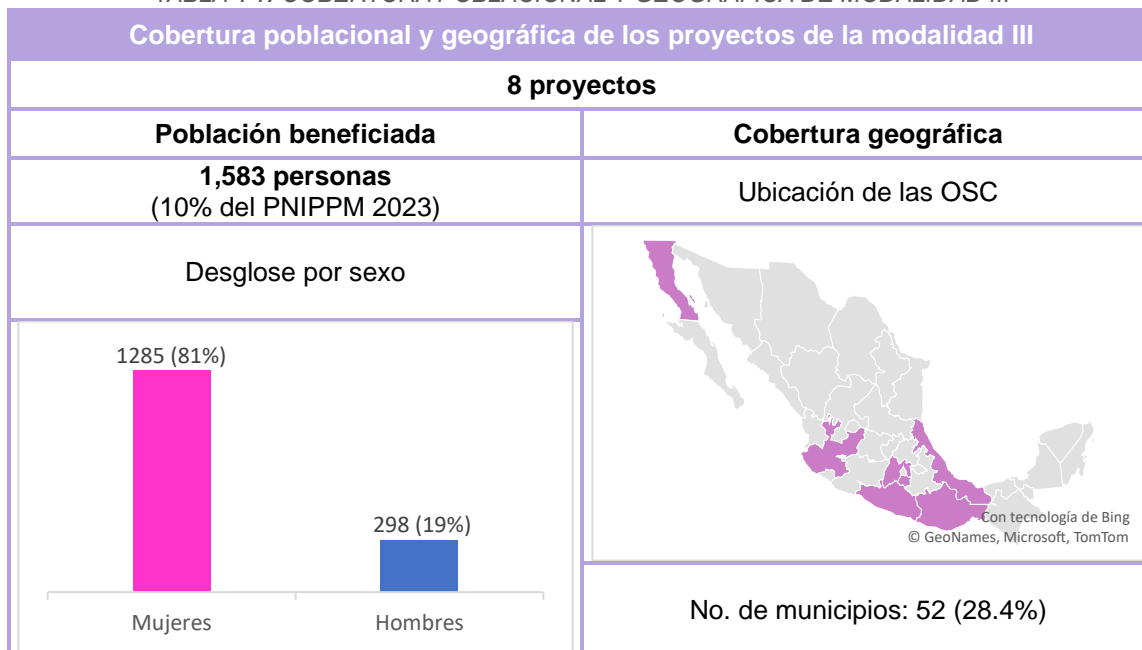 Cobertura poblacional y geográfica de los proyectos de la modalidad III
8 proyectos
Población beneficiada
Cobertura geográfica
1,583 personas
(10% del PNIPPM 2023)
Ubicación de las OSC
Desglose por sexo
1285 (81%)
298 (19%)
Mujeres
Hombres
Con tecnología de Bing
© GeoNames, Microsoft, TomTom
No. de municipios: 52 (28.4%)